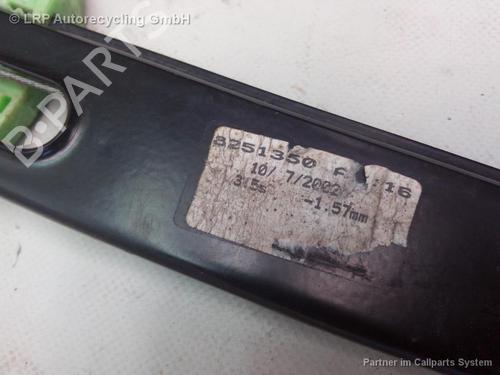 © LRP Autorecycling GmbH
B-PARTS
8251350 F
10/ 7/2002
-1.57mm
Partner im Callparts System